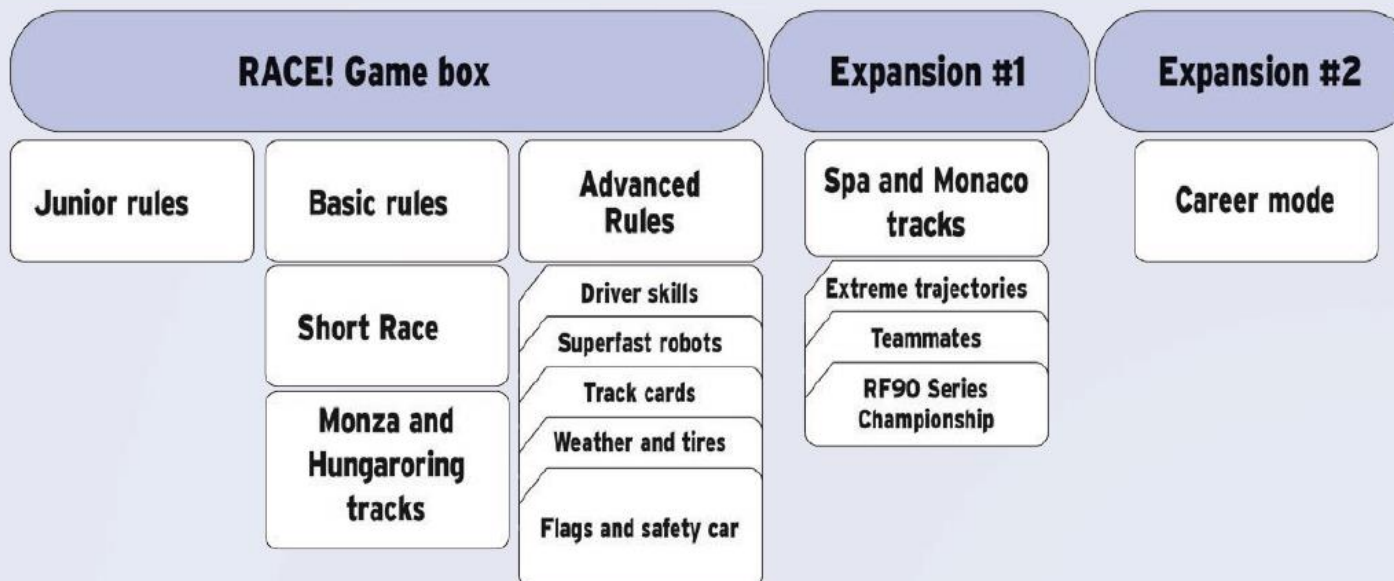 RACE! Game box
Expansion #1
Expansion #2
Junior rules
Basic rules
Advanced
Rules
Spa and Monaco
tracks
Career mode
Short Race
Monza and
Hungaroring
tracks
Driver skills
Superfast robots
Track cards
Weather and tires
Flags and safety car
Extreme trajectories
Teammates
RF90 Series
Championship